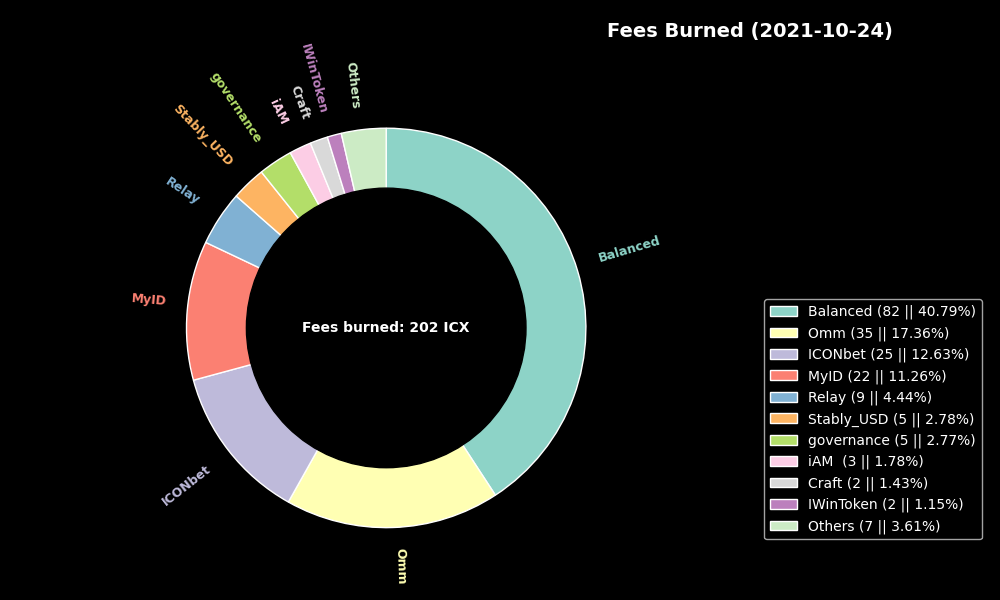 Fees Burned (2021-10-24)
Others
IWinToken
Craft
iAM
governance
Stably_USD
Relay
MyID
ICONbet
Omm
Balanced
Fees burned: 202 ICX
Balanced (82 || 40.79%)
Omm (35 || 17.36%)
ICONbet (25 || 12.63%)
MyID (22 || 11.26%)
Relay (9 || 4.44%)
Stably_USD (5 || 2.78%)
governance (5 || 2.77%)
iAM  (3 || 1.78%)
Craft (2 || 1.43%)
IWinToken (2 || 1.15%)
Others (7 || 3.61%)